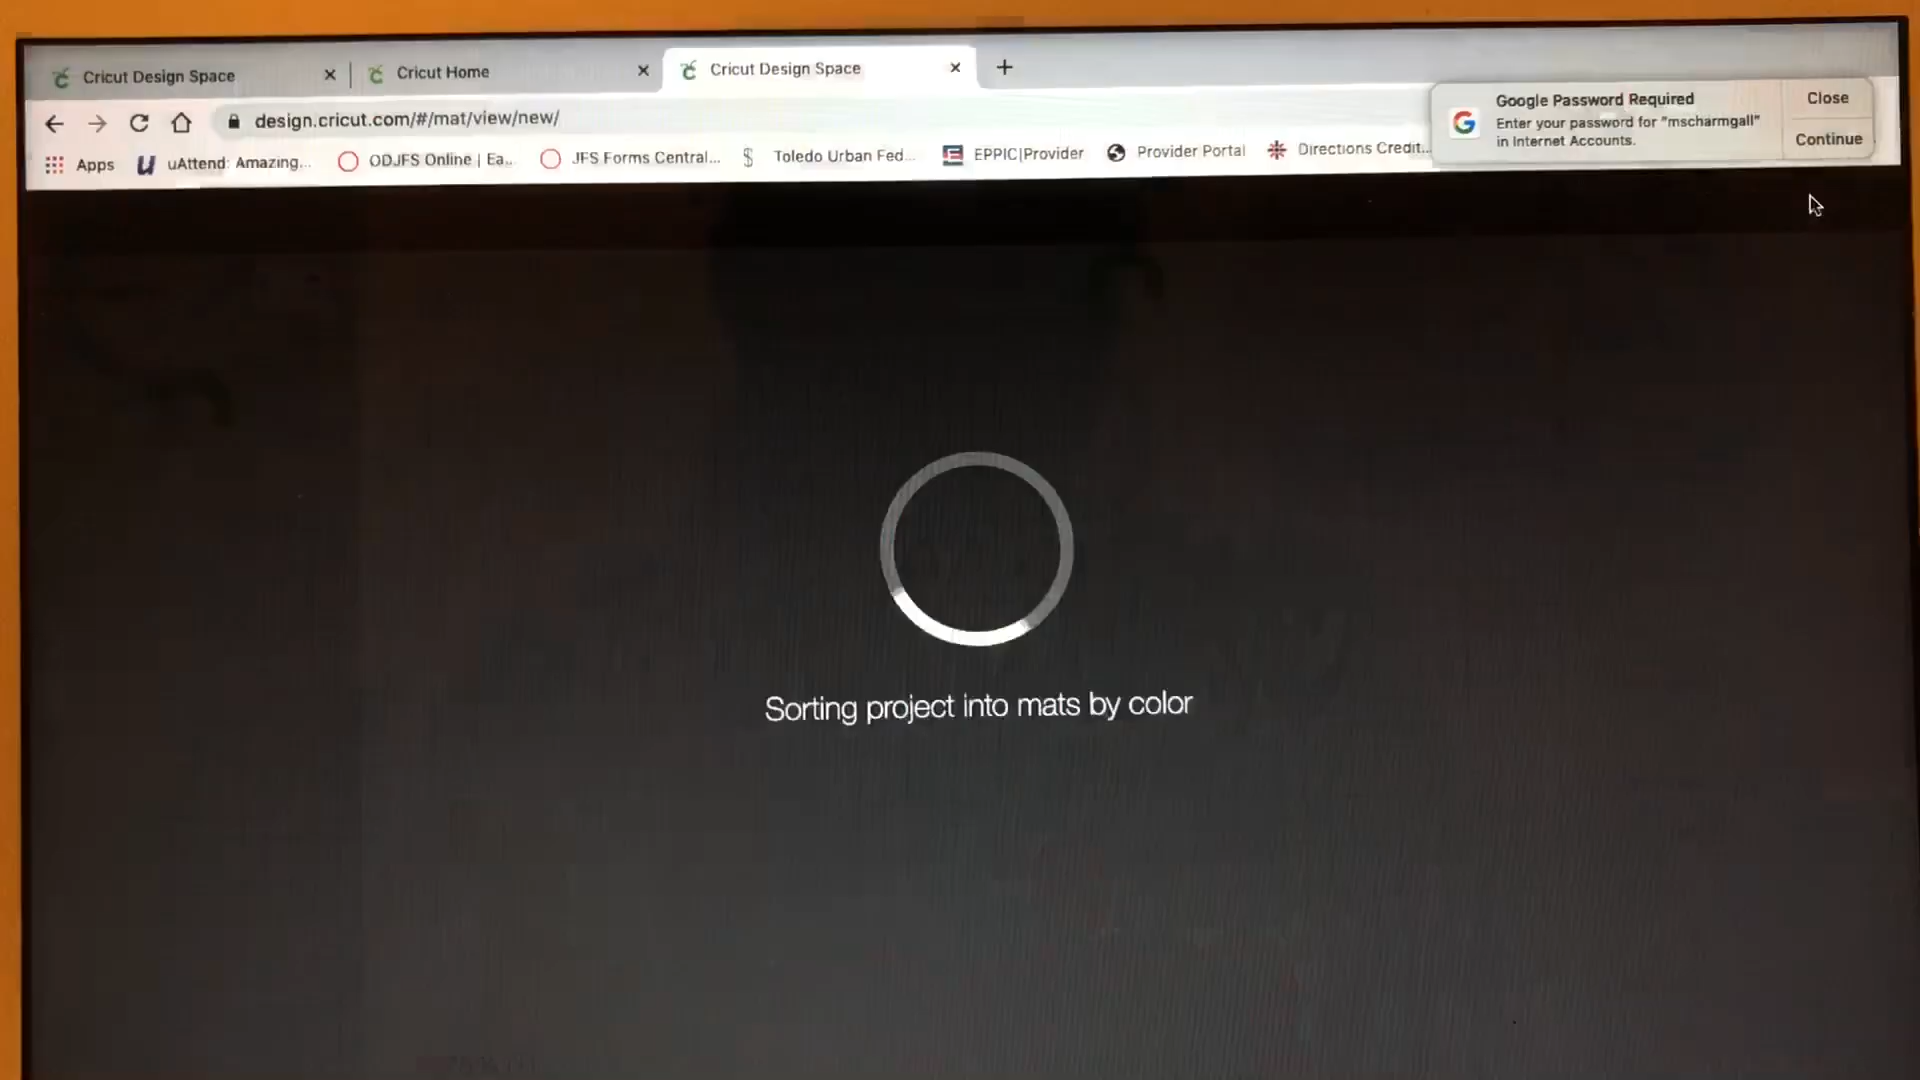 Cricut Design Space
Cricut Home
Cricut Design Space
design.cricut.com/#/mat/view/new/
Google Password Required
Enter your password for "mscharmgall"
in Internet Accounts.
Close
Continue
Apps
uAttend: Amazing...
ODJFS Online | Ea...
JFS Forms Central...
Toledo Urban Fed...
EPPIC|Provider
Provider Portal
Directions Credit...
Sorting project into mats by color